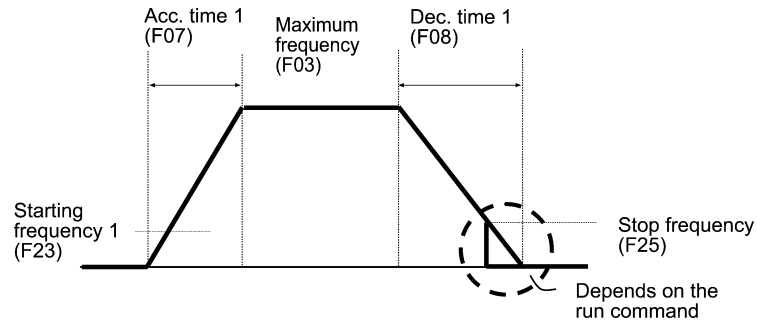 Acc. time 1
(F07)
Maximum
frequency
(F03)
Dec. time 1
(F08)
Starting
frequency 1
(F23)
Stop frequency
(F25)
Depends on the
run command